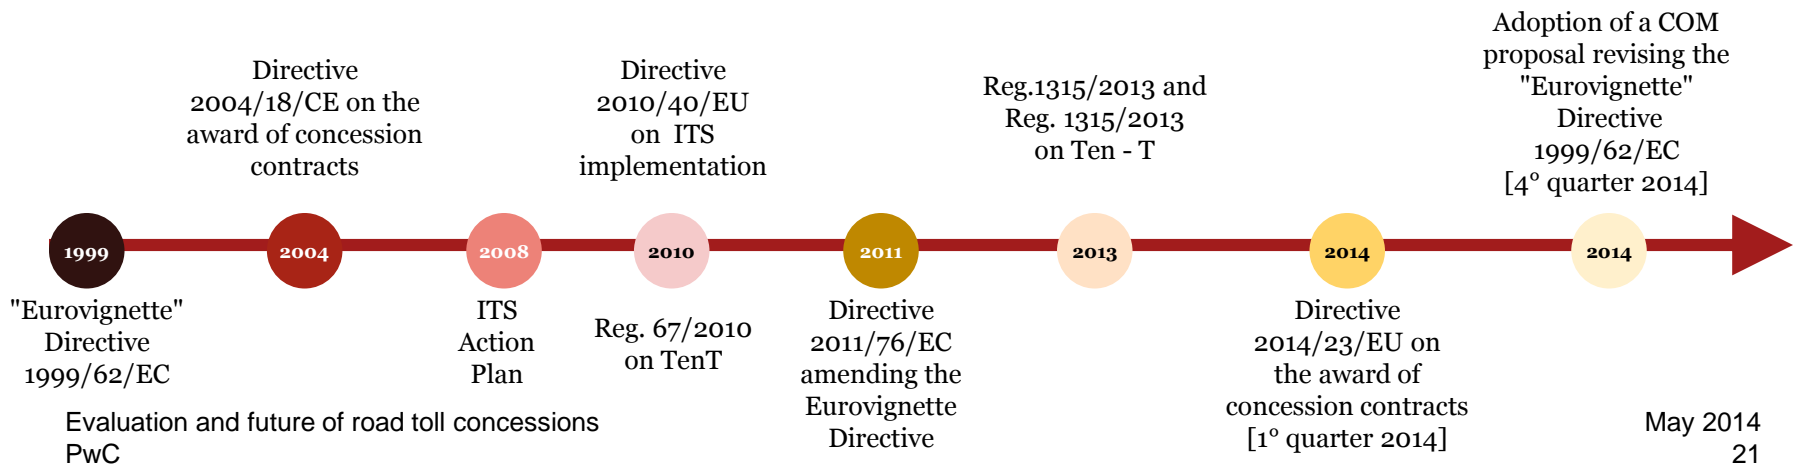 Directive
2004/18/CE on the
award of concession
contracts
Directive
2010/40/EU
on ITS
implementation
Reg.1315/2013 and
Reg. 1315/2013
on Ten - T
Adoption of a COM
proposal revising the
"Eurovignette"
Directive
1999/62/EC
[4° quarter 2014]
1999
2004
2008
2010
2011
2013
2014
2014
"Eurovignette"
Directive
1999/62/EC
ITS
Action
Plan
Reg. 67/2010
on TenT
Directive
2011/76/EC
amending the
Eurovignette
Directive
Directive
2014/23/EU on
the award of
concession contracts
[1° quarter 2014]
Evaluation and future of road toll concessions
PwC
May 2014
21